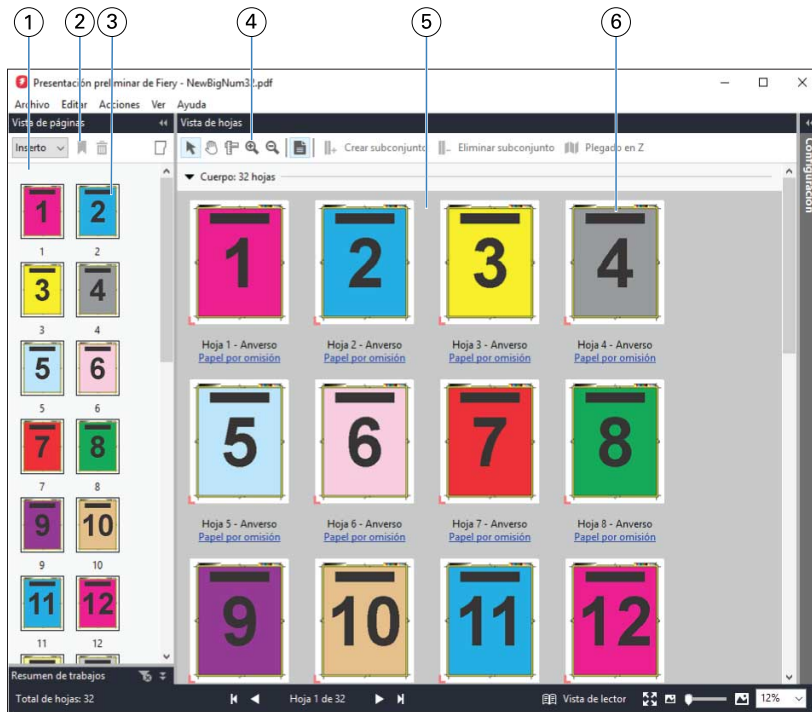 1 2 3 4 5 6
Presentación preliminar de Fiery - NewBigNum32.pdf
Archivo Editar Acciones Ver Ayuda
Vista de páginas
Vista de hojas
Inserto
Crear subconjunto Eliminar subconjunto Plegado en Z
Configuración
Cuerpo: 32 hojas
1 2
1 2
3 4
3 4
5 6
5 6
7 8
7 8
9 10
9 10
11 12
11 12
1 2 3 4
Hoja 1 - Anverso Hoja 2 - Anverso Hoja 3 - Anverso Hoja 4 - Anverso
Papel por omisión Papel por omisión Papel por omisión Papel por omisión
5 6 7 8
Hoja 5 - Anverso Hoja 6 - Anverso Hoja 7 - Anverso Hoja 8 - Anverso
Papel por omisión Papel por omisión Papel por omisión Papel por omisión
9 10 11 12
Resumen de trabajos
Total de hojas: 32
Hoja 1 de 32
Vista de lector
12%